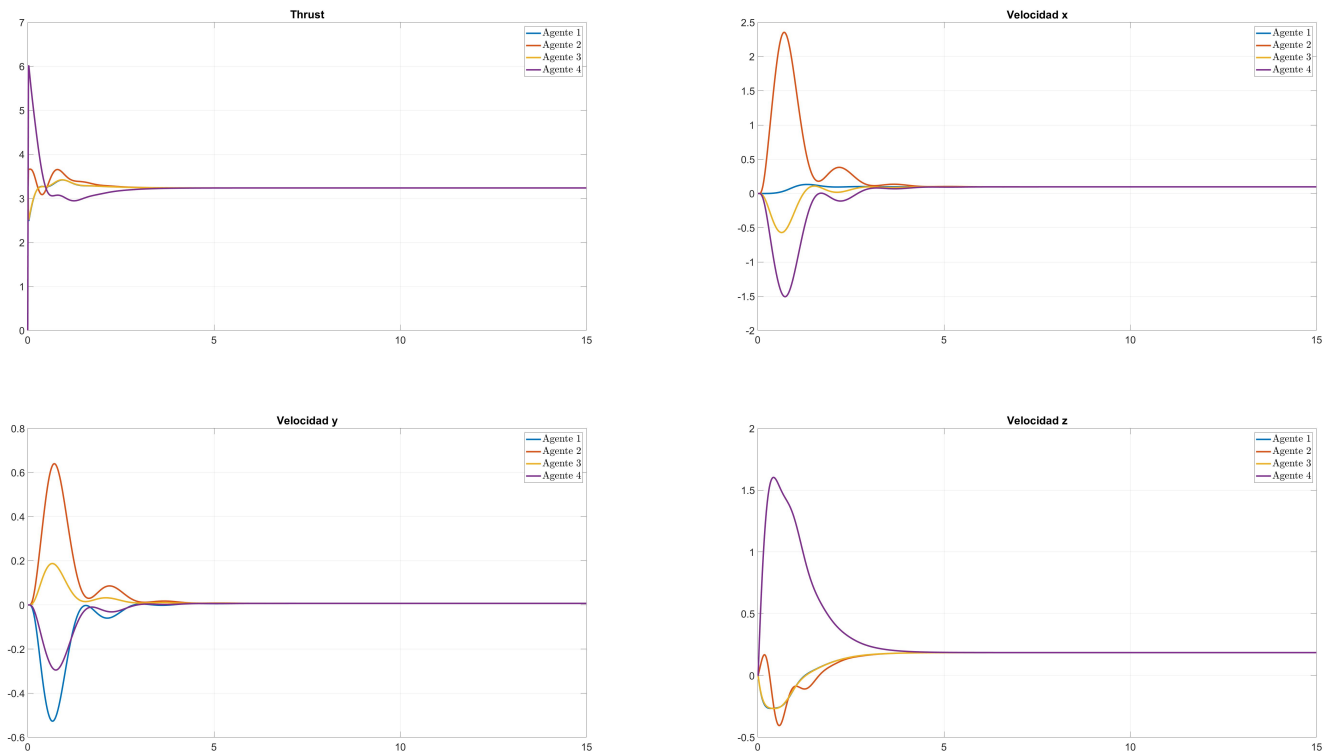 Thrust
7
6
5
4
3
2
1
0
0 5 10 15
Agente 1
Agente 2
Agente 3
Agente 4
Velocidad x
2.5
2
1.5
1
0.5
0
-0.5
-1
-1.5
-2
0 5 10 15
Agente 1
Agente 2
Agente 3
Agente 4
Velocidad y
0.8
0.6
0.4
0.2
0
-0.2
-0.4
-0.6
0 5 10 15
Agente 1
Agente 2
Agente 3
Agente 4
Velocidad z
2
1.5
1
0.5
0
-0.5
0 5 10 15
Agente 1
Agente 2
Agente 3
Agente 4